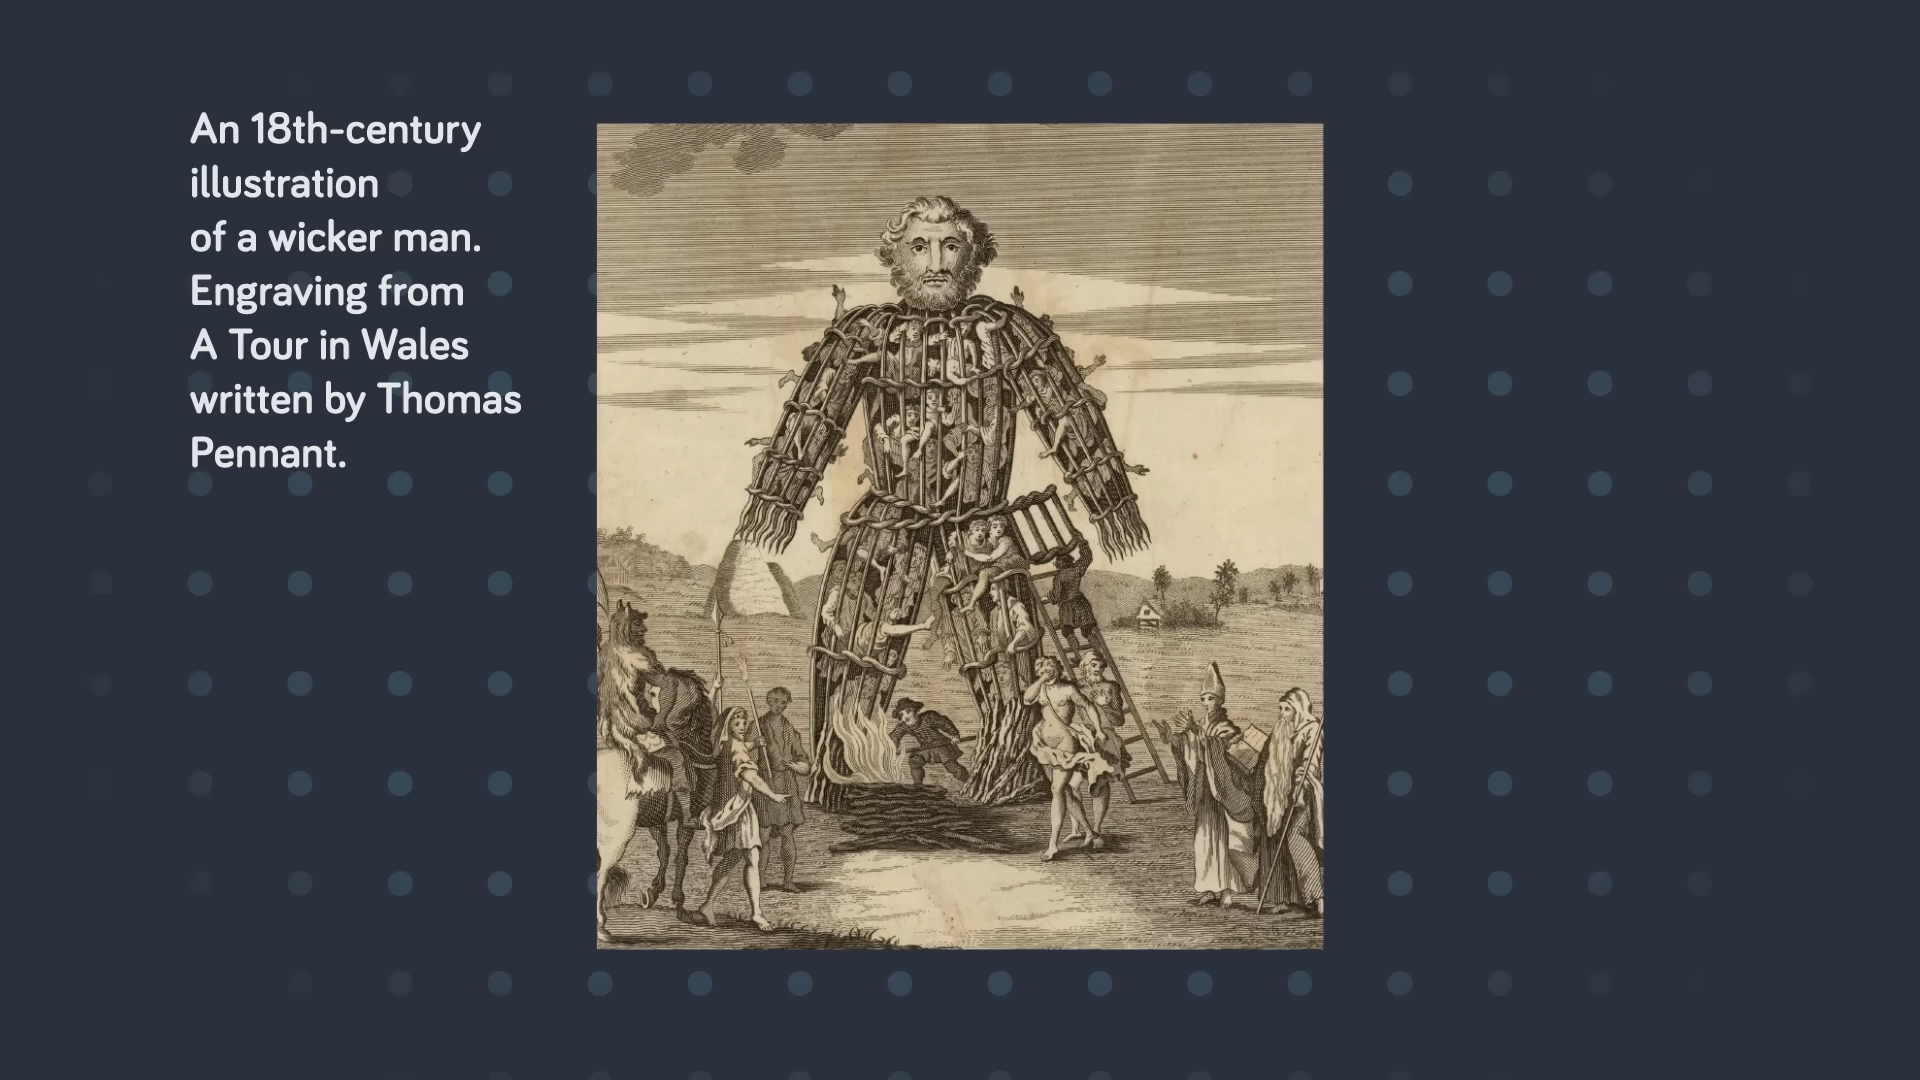 An 18th-century
illustration
of a wicker man.
Engraving from
A Tour in Wales
written by Thomas
Pennant.